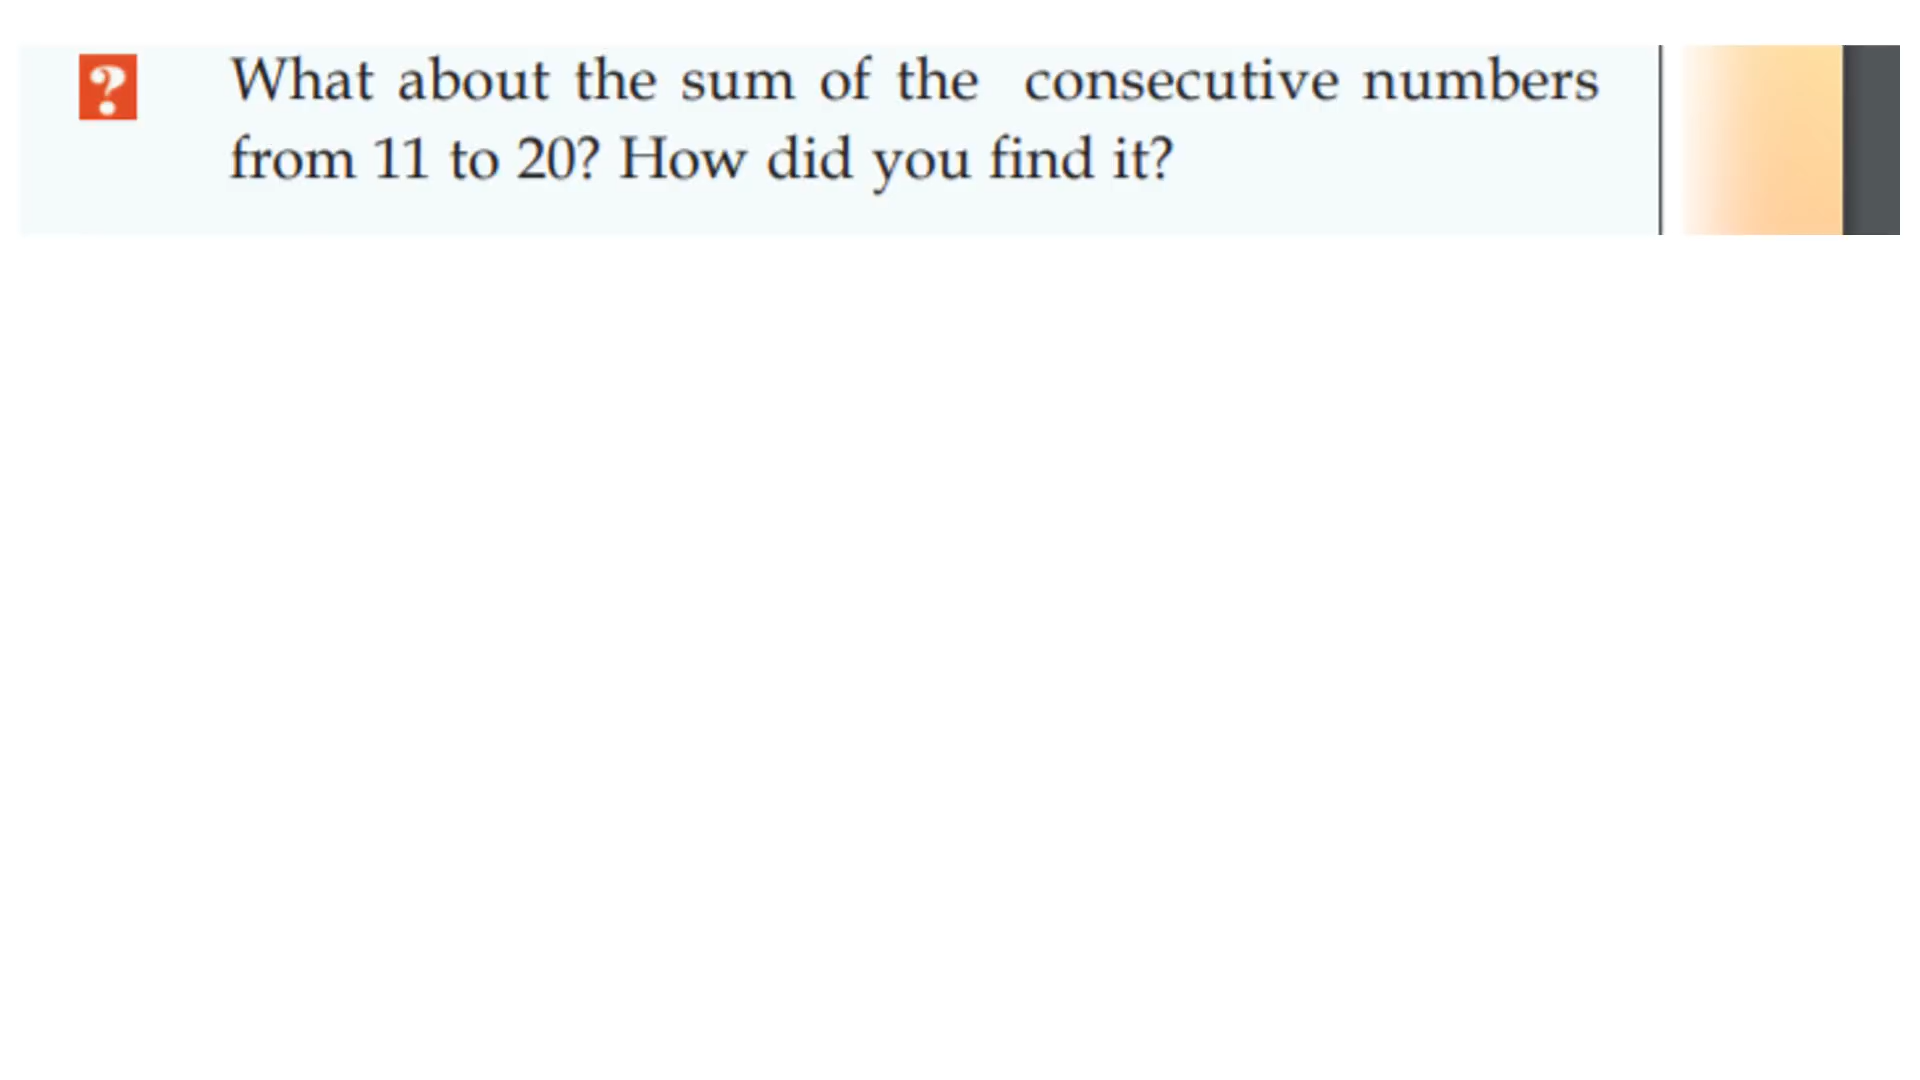 ?
What about the sum of the consecutive numbers
from 11 to 20? How did you find it?